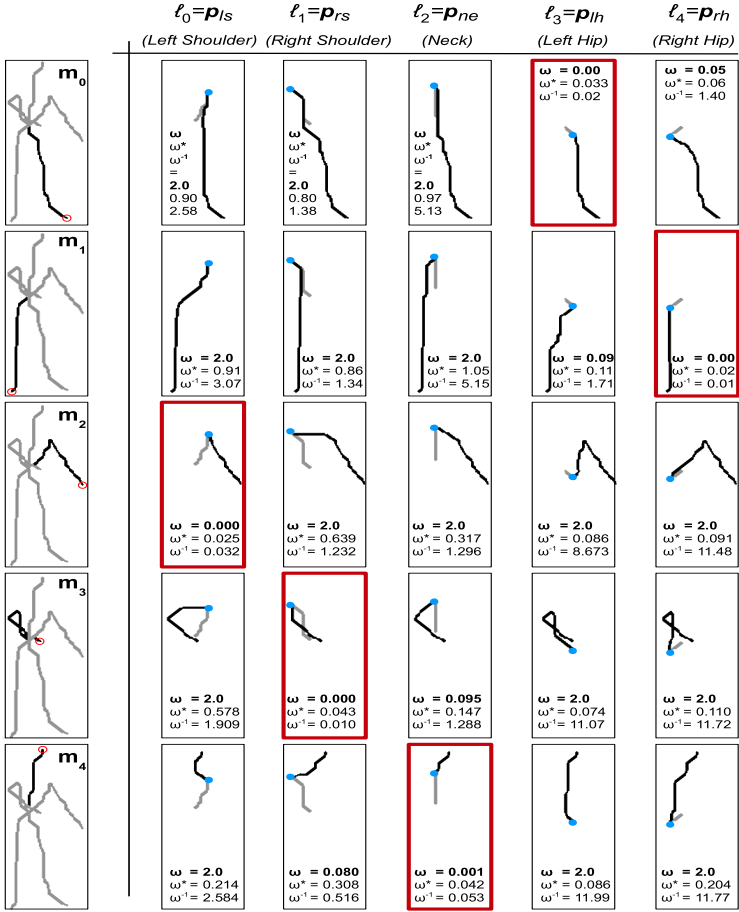 ℓ0=pls ℓ1=prs ℓ2=pne ℓ3=plh ℓ4=prh
(Left Shoulder) (Right Shoulder) (Neck) (Left Hip) (Right Hip)
m0
ω
ω*
ω-1
=
2.0
0.90
2.58
ω
ω*
ω-1
=
2.0
0.80
1.38
ω
ω*
ω-1
=
2.0
0.97
5.13
ω = 0.00
ω* = 0.033
ω-1 = 0.02
ω = 0.05
ω* = 0.06
ω-1 = 1.40
m1
ω = 2.0
ω* = 0.91
ω-1 = 3.07
ω = 2.0
ω* = 0.86
ω-1 = 1.34
ω = 2.0
ω* = 1.05
ω-1 = 5.15
ω = 0.09
ω* = 0.11
ω-1 = 1.71
ω = 0.00
ω* = 0.02
ω-1 = 0.01
m2
ω = 0.000
ω* = 0.025
ω-1 = 0.032
ω = 2.0
ω* = 0.639
ω-1 = 1.232
ω = 2.0
ω* = 0.317
ω-1 = 1.296
ω = 2.0
ω* = 0.086
ω-1 = 8.673
ω = 2.0
ω* = 0.091
ω-1 = 11.48
m3
ω = 2.0
ω* = 0.578
ω-1 = 1.909
ω = 0.000
ω* = 0.043
ω-1 = 0.010
ω = 0.095
ω* = 0.147
ω-1 = 1.288
ω = 2.0
ω* = 0.074
ω-1 = 11.07
ω = 2.0
ω* = 0.110
ω-1 = 11.72
m4
ω = 2.0
ω* = 0.214
ω-1 = 2.584
ω = 0.080
ω* = 0.308
ω-1 = 0.516
ω = 0.001
ω* = 0.042
ω-1 = 0.053
ω = 2.0
ω* = 0.086
ω-1 = 11.99
ω = 2.0
ω* = 0.204
ω-1 = 11.77